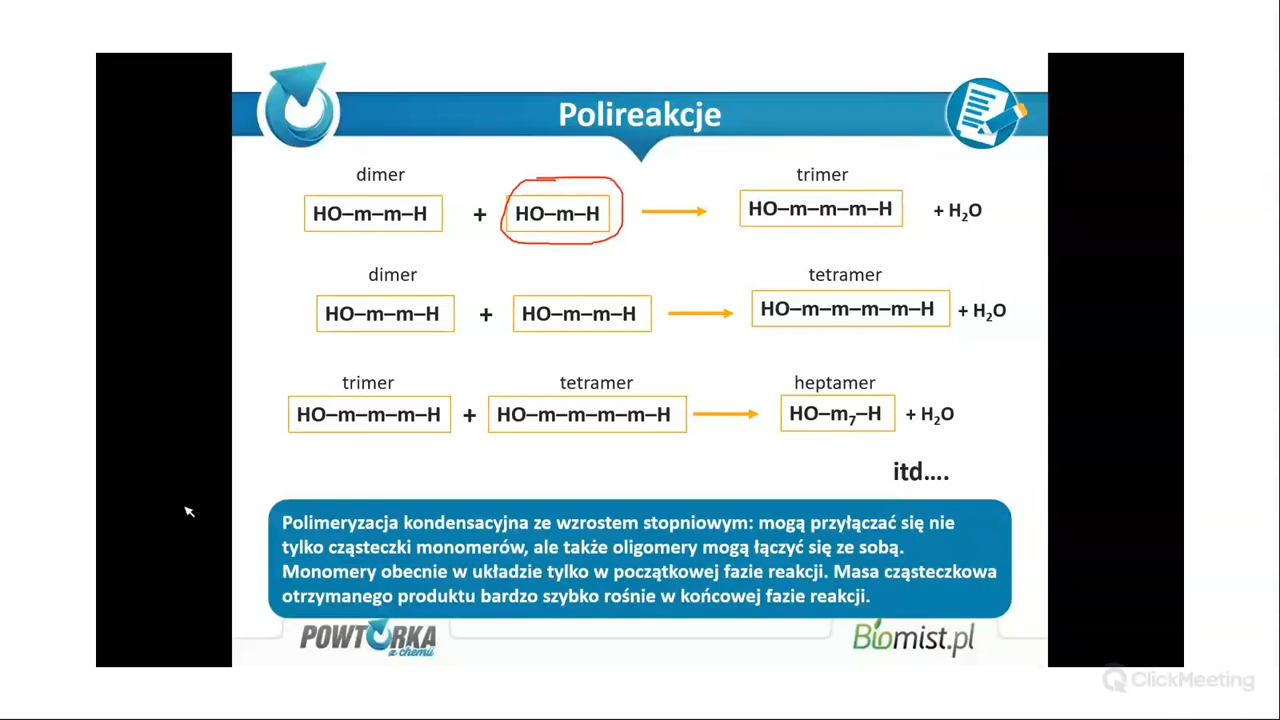 Polireakcje
dimer
trimer
HO–m–m–H + HO–m–H HO–m–m–m–H + H₂O
dimer
tetramer
HO–m–m–H + HO–m–m–H HO–m–m–m–m–H + H₂O
trimer
tetramer
heptamer
HO–m–m–m–H + HO–m–m–m–m–H HO–m₇–H + H₂O
itd....
Polimeryzacja kondensacyjna ze wzrostem stopniowym: mogą przyłączać się nie
tylko cząsteczki monomerów, ale także oligomery mogą łączyć się ze sobą.
Monomery obecnie w układzie tylko w początkowej fazie reakcji. Masa cząsteczkowa
otrzymanego produktu bardzo szybko rośnie w końcowej fazie reakcji.
POWTÓRKA
z chemii
Biomist.pl
ClickMeeting